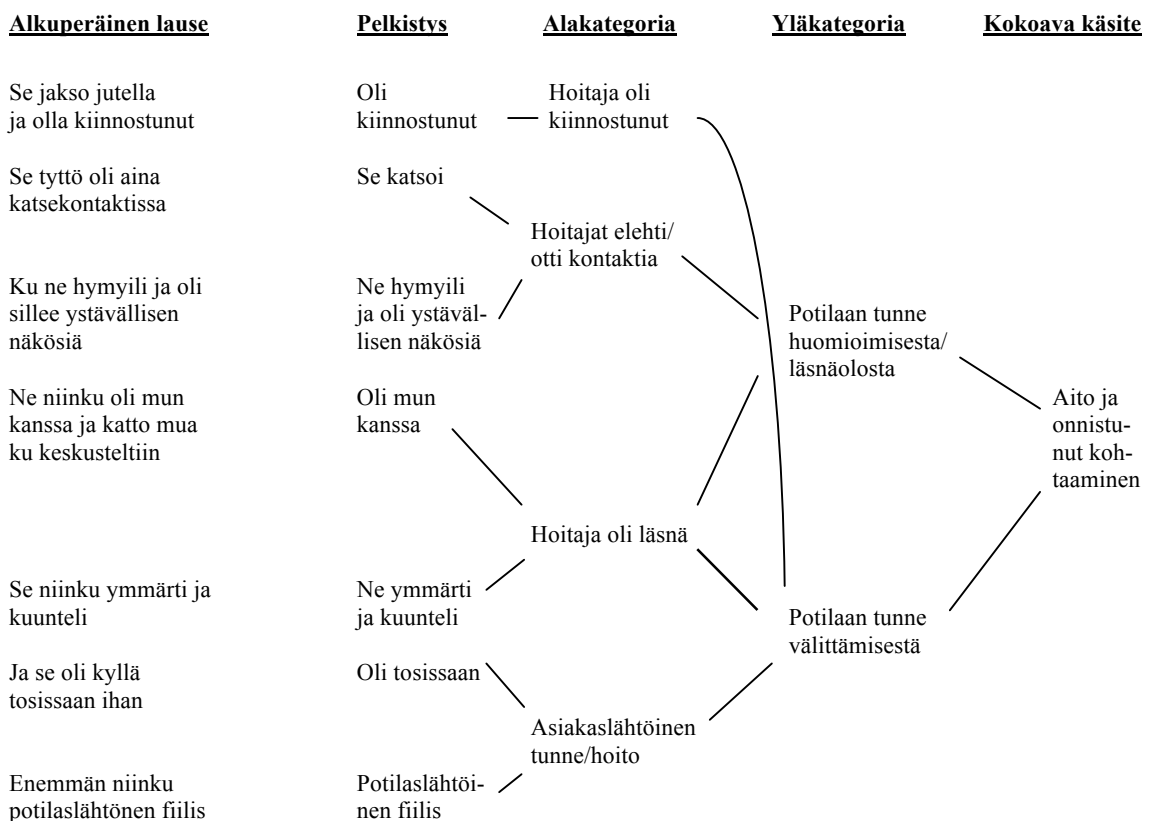 Alkuperäinen lause Pelkistys Alakategoria Yläkategoria Kokoava käsite
Se jakso jutella
ja olla kiinnostunut
Oli
kiinnostunut
Hoitaja oli
kiinnostunut
Se tyttö oli aina
katsekontaktissa
Se katsoi
Hoitajat elehti/
otti kontaktia
Ku ne hymyili ja oli
sillee ystävällisen
näkösiä
Ne hymyili
ja oli ystäväl-
lisen näkösiä
Potilaan tunne
huomioimisesta/
läsnäolosta
Ne niinku oli mun
kanssa ja katto mua
ku keskusteltiin
Oli mun
kanssa
Aito ja
onnistu-
nut koh-
taaminen
Hoitaja oli läsnä
Se niinku ymmärti ja
kuunteli
Ne ymmärti
ja kuunteli
Potilaan tunne
välittämisestä
Ja se oli kyllä
tosissaan ihan
Oli tosissaan
Asiakaslähtöinen
tunne/hoito
Enemmän niinku
potilaslähtönen fiilis
Potilaslähtöi-
nen fiilis